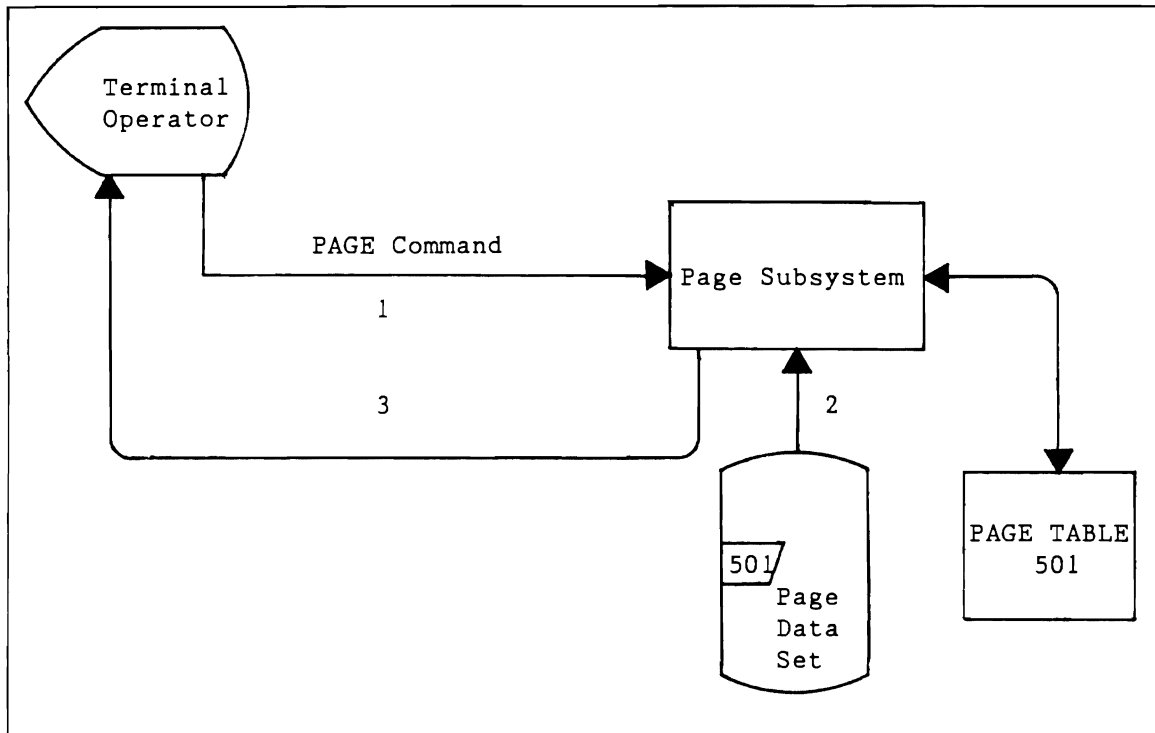 Terminal
Operator
PAGE Command
1
Page Subsystem
3
2
501
Page
Data
Set
PAGE TABLE
501